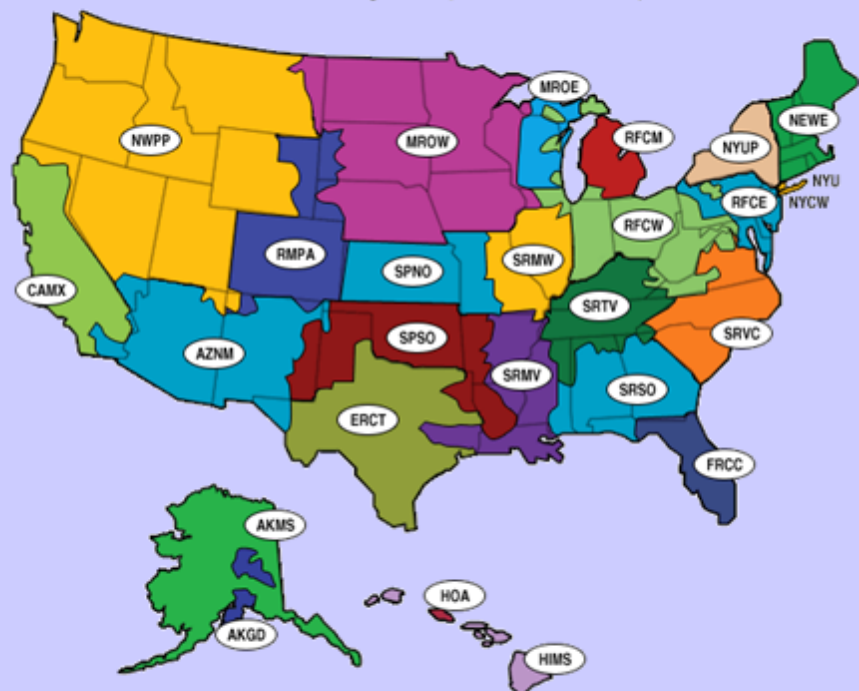 MROE
NWPP
MROW
RFCM
NEWE
NYUP
NYU
NYCW
RFCE
RFCW
RMPA
SPNO
SRMW
CAMX
SRTV
AZNM
SPSO
SRVC
SRMV
SRSO
ERCT
FRCC
AKMS
HOA
AKGD
HIMS